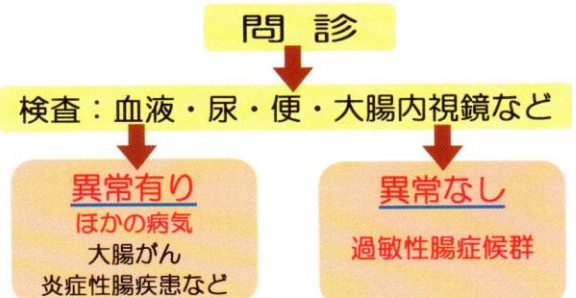 問 診
検査：血液・尿・便・大腸内視鏡など
異常有り
ほかの病気
大腸がん
炎症性腸疾患など
異常なし
過敏性腸症候群